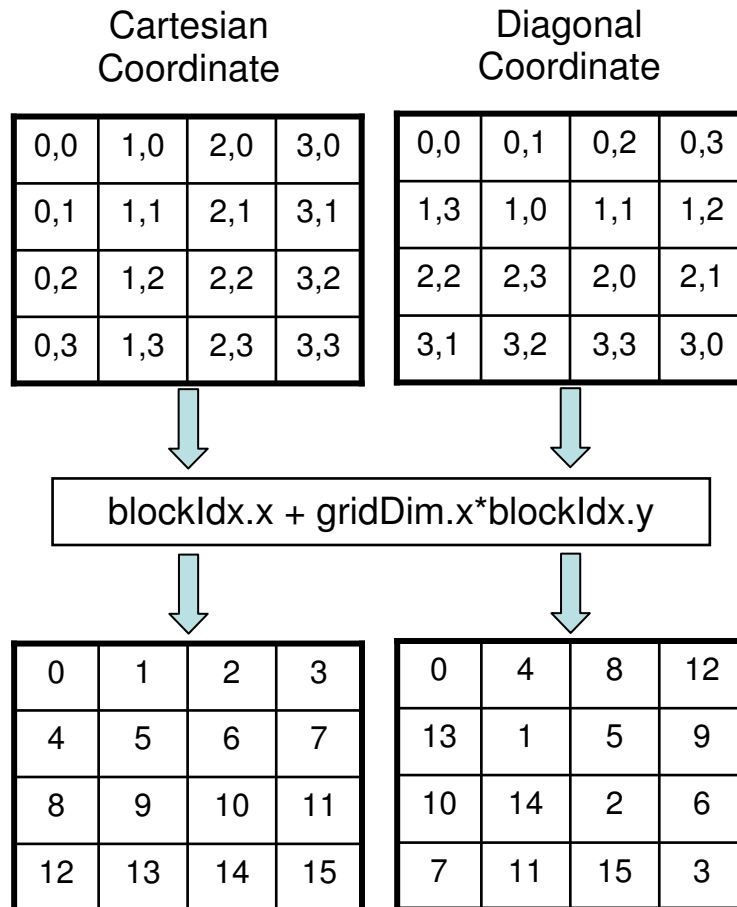 Cartesian
Coordinate
Diagonal
Coordinate
0,0 1,0 2,0 3,0
0,1 1,1 2,1 3,1
0,2 1,2 2,2 3,2
0,3 1,3 2,3 3,3
0,0 0,1 0,2 0,3
1,3 1,0 1,1 1,2
2,2 2,3 2,0 2,1
3,1 3,2 3,3 3,0
blockIdx.x + gridDim.x*blockIdx.y
0 1 2 3
4 5 6 7
8 9 10 11
12 13 14 15
0 4 8 12
13 1 5 9
10 14 2 6
7 11 15 3